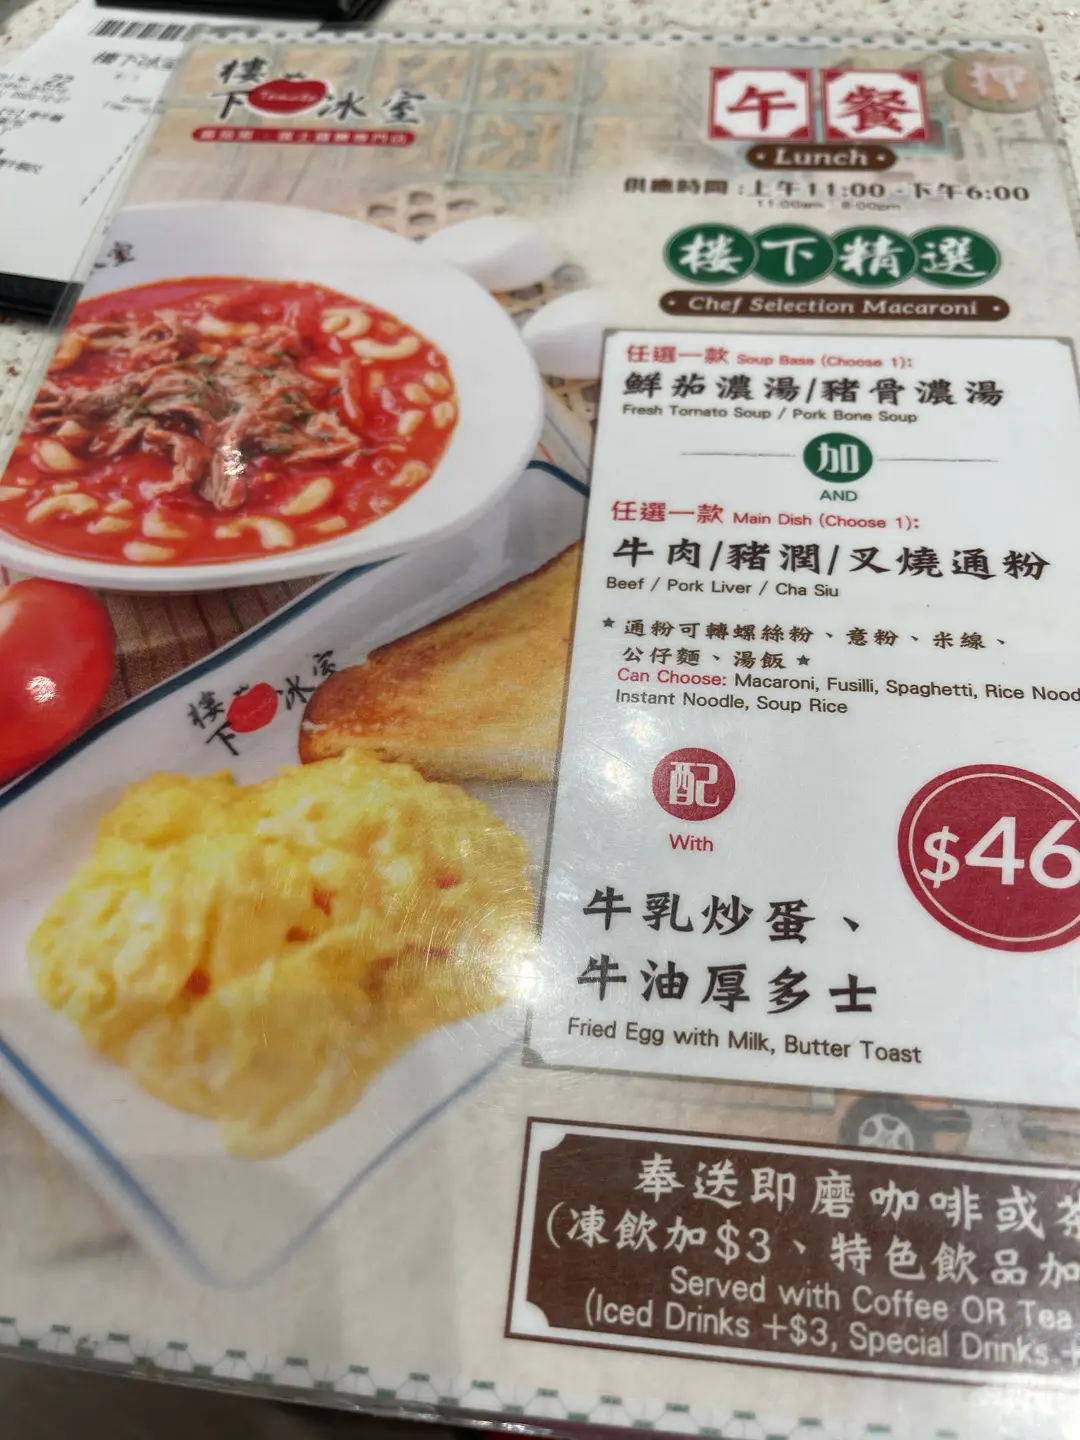 樓下冰室
Tomato
午餐
Lunch
供應時間:上午11:00 - 下午6:00
樓下精選
Chef Selection Macaroni
任選一款 Soup Base (Choose 1):
鮮茄濃湯/豬骨濃湯
Fresh Tomato Soup / Pork Bone Soup
加
AND
任選一款 Main Dish (Choose 1):
牛肉/豬潤/叉燒通粉
Beef / Pork Liver / Cha Siu
★通粉可轉螺絲粉、意粉、米線、
公仔麵、湯飯★
Can Choose: Macaroni, Fusilli, Spaghetti, Rice
Instant Noodle, Soup Rice
配
With
$46
牛乳炒蛋、
牛油厚多士
Fried Egg with Milk, Butter Toast
奉送即磨咖啡或茶
(凍飲加$3、特色飲品加
Served with Coffee OR Tea
(Iced Drinks +$3, Special Drinks +
樓下冰室